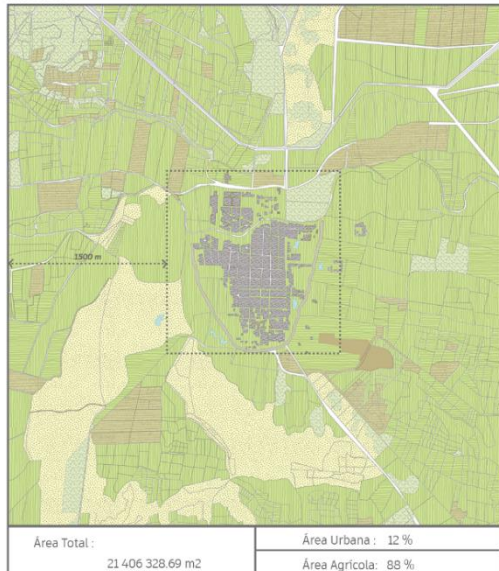 1500 m
Área Total :
21 406 328.69 m2
Área Urbana : 12 %
Área Agrícola: 88 %